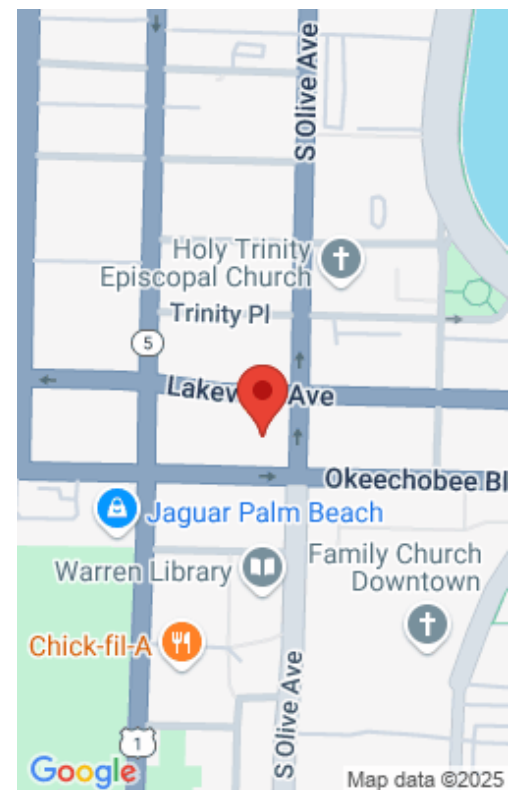 S Olive Ave
Holy Trinity
Episcopal Church
Trinity Pl
5
Ave
Okeechobee Bl
Jaguar Palm Beach
Warren Library
Family Church
Downtown
Chick-fil-A
1
S Olive Ave
Google
Map data ©2025